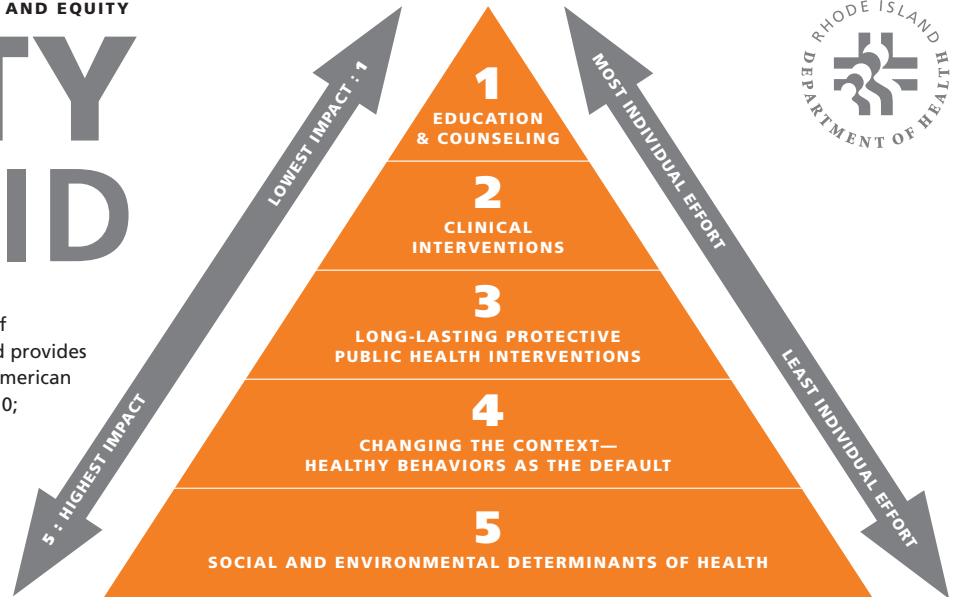 AND EQUITY
TY
ID
f
d provides
merican
0;
LOWEST IMPACT : 1
5 : HIGHEST IMPACT
1
EDUCATION
& COUNSELING
2
CLINICAL
INTERVENTIONS
3
LONG-LASTING PROTECTIVE
PUBLIC HEALTH INTERVENTIONS
4
CHANGING THE CONTEXT—
HEALTHY BEHAVIORS AS THE DEFAULT
5
SOCIAL AND ENVIRONMENTAL DETERMINANTS OF HEALTH
MOST INDIVIDUAL EFFORT
LEAST INDIVIDUAL EFFORT
RHODE ISLAND
DEPARTMENT OF HEALTH